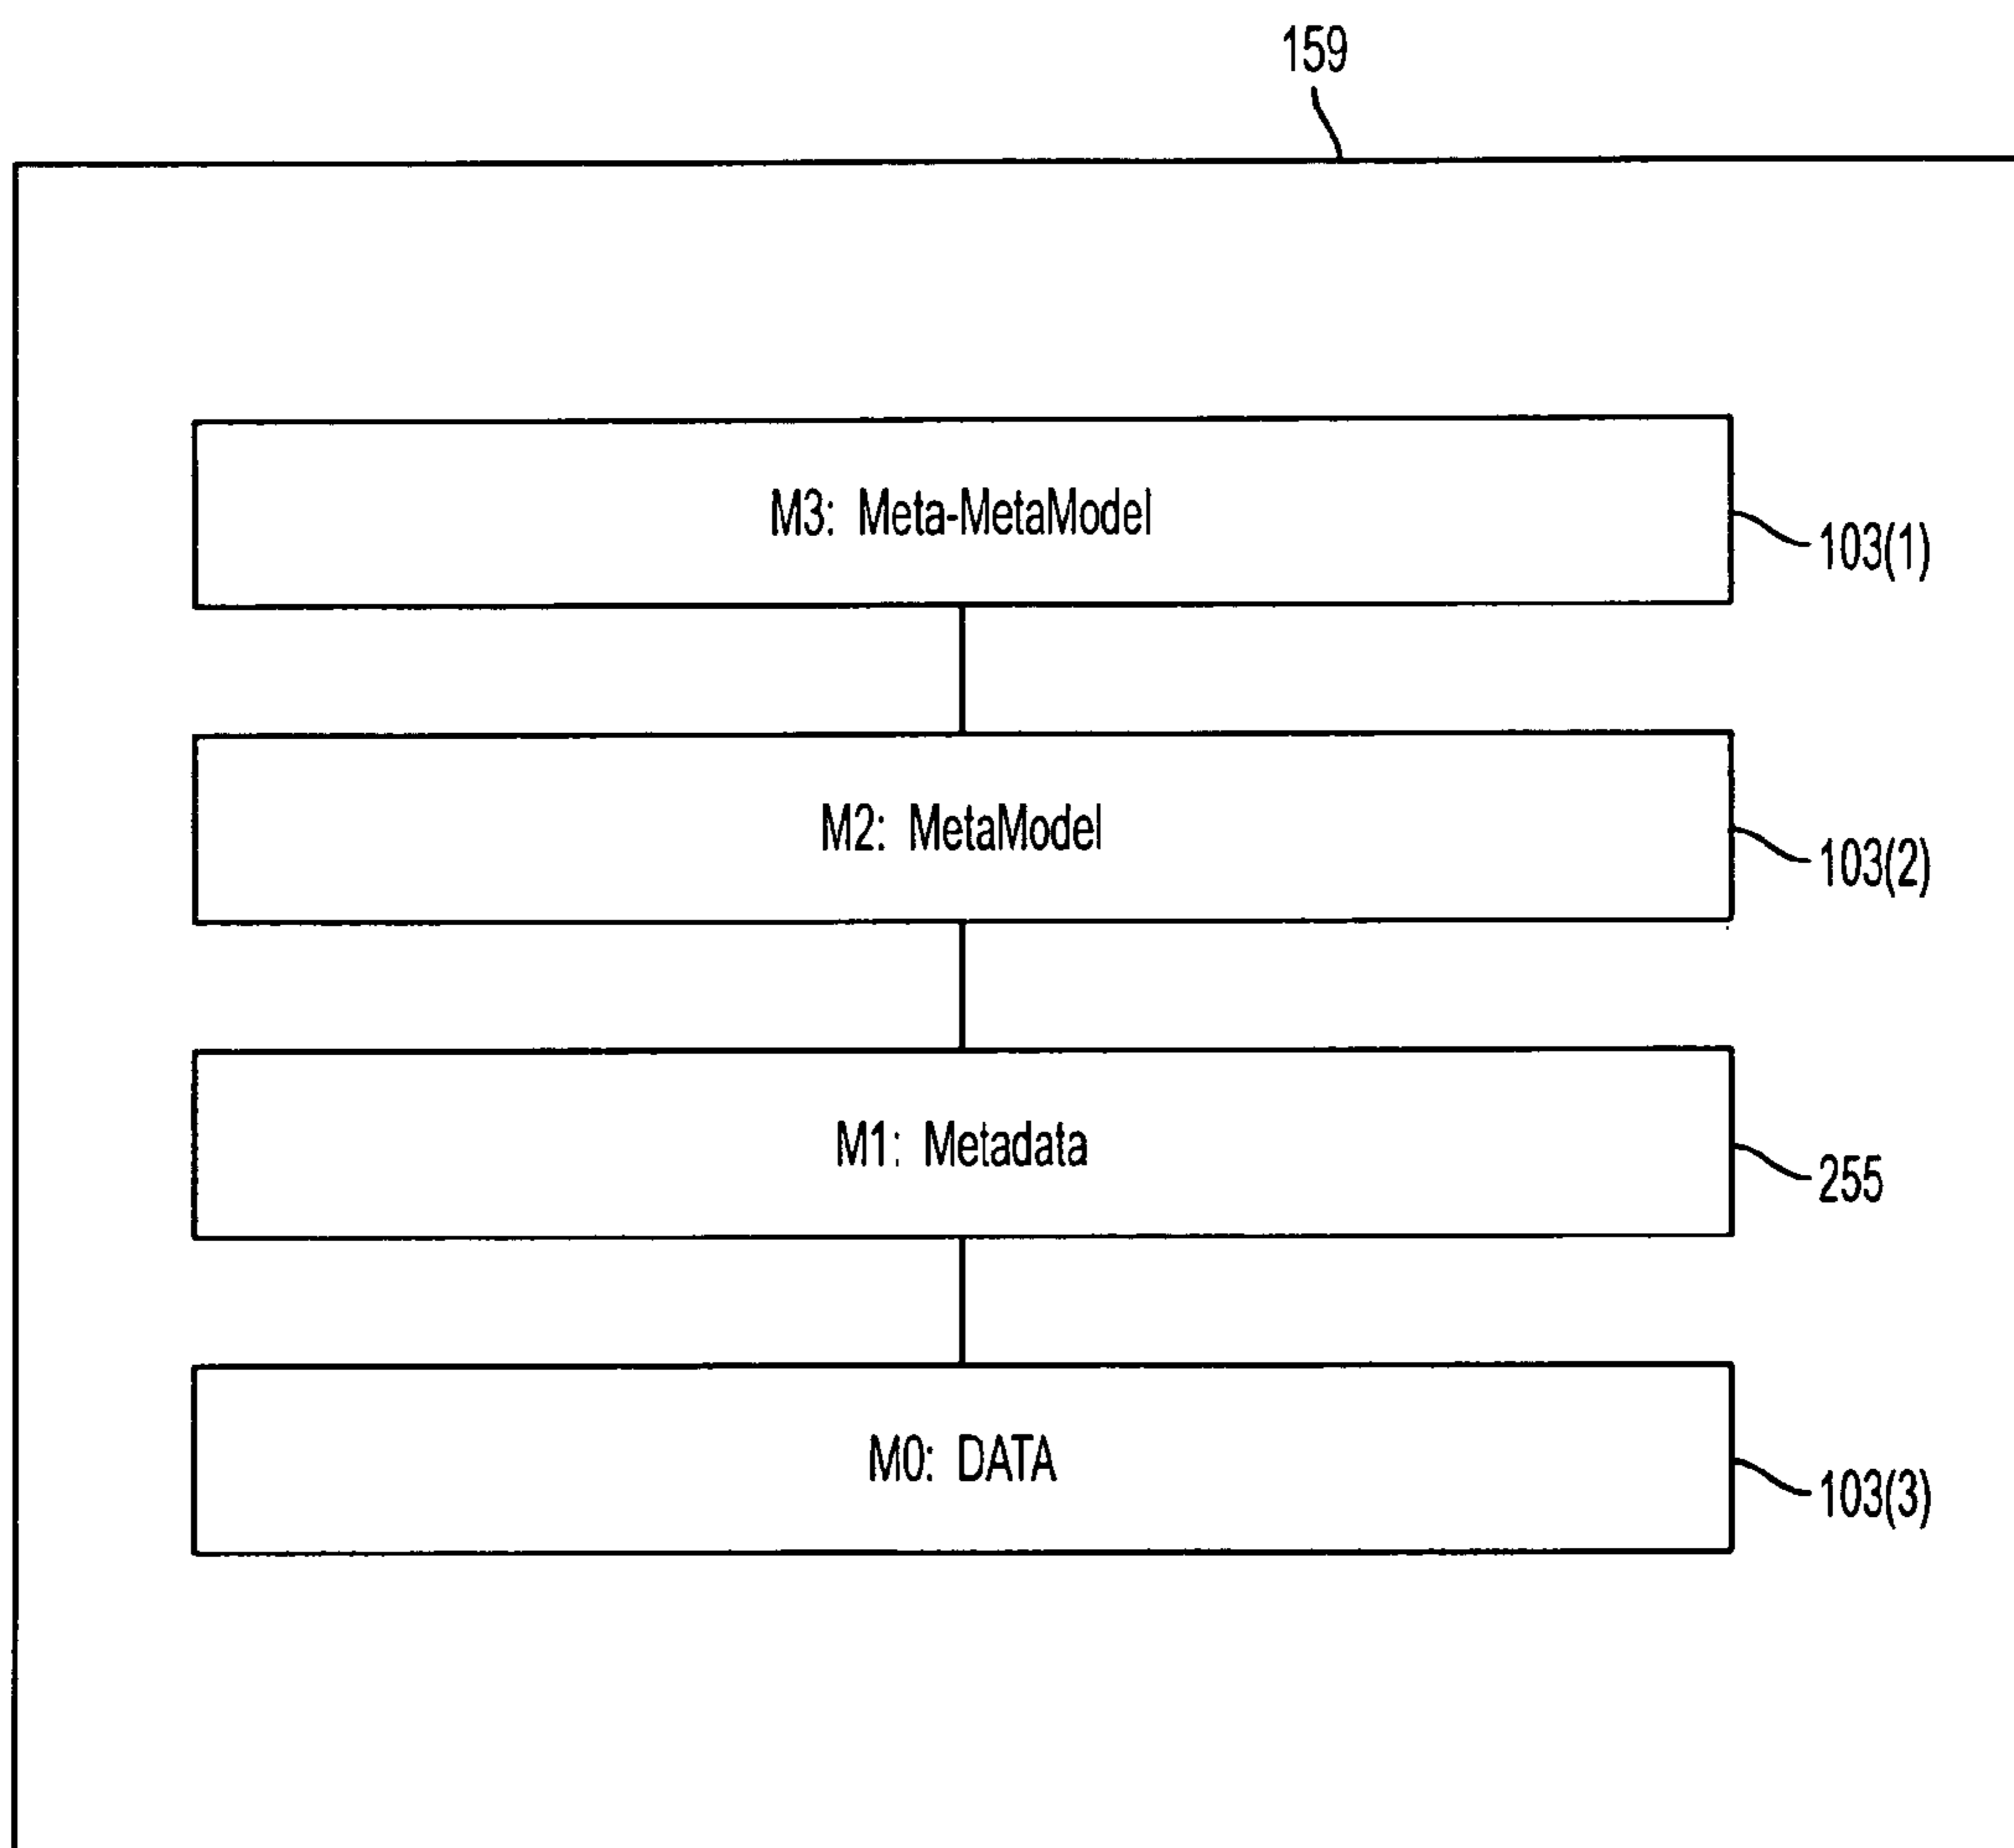 159
M3: Meta-MetaModel
103(1)
M2: MetaModel
103(2)
M1: Metadata
255
M0: DATA
103(3)